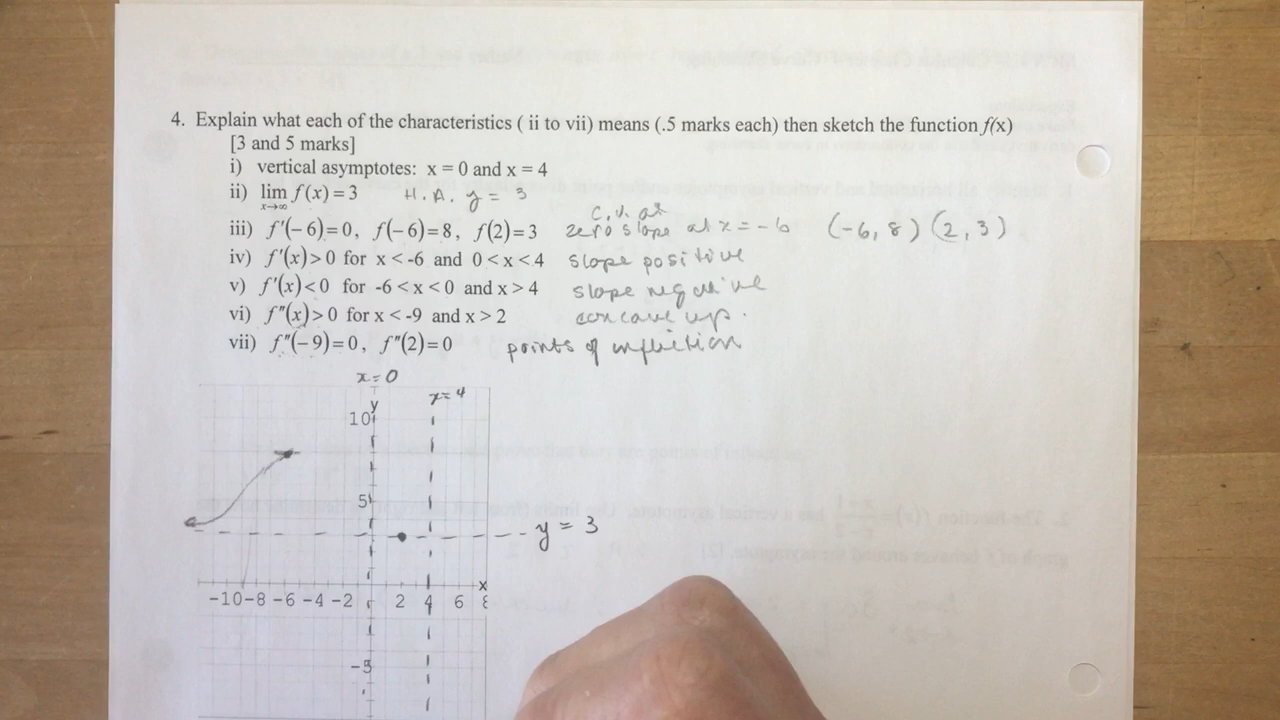 4. Explain what each of the characteristics ( ii to vii) means (.5 marks each) then sketch the function f(x)
[3 and 5 marks]
i) vertical asymptotes: x = 0 and x = 4
ii) lim x→∞ f(x) = 3 H.A. y = 3
c.v. at
iii) f'(−6)=0, f(−6)=8, f(2)=3 zero slope at x = −6 (−6, 8) (2, 3)
iv) f'(x)>0 for x < -6 and 0 < x < 4 slope positive
v) f'(x)<0 for -6 < x < 0 and x > 4 slope negative
vi) f"(x)>0 for x < -9 and x > 2 concave up.
vii) f"(−9)=0, f"(2)=0 points of
x=0
x=4
y
10
5
y = 3
x
-10 -8 -6 -4 -2 2 4 6 8
-5